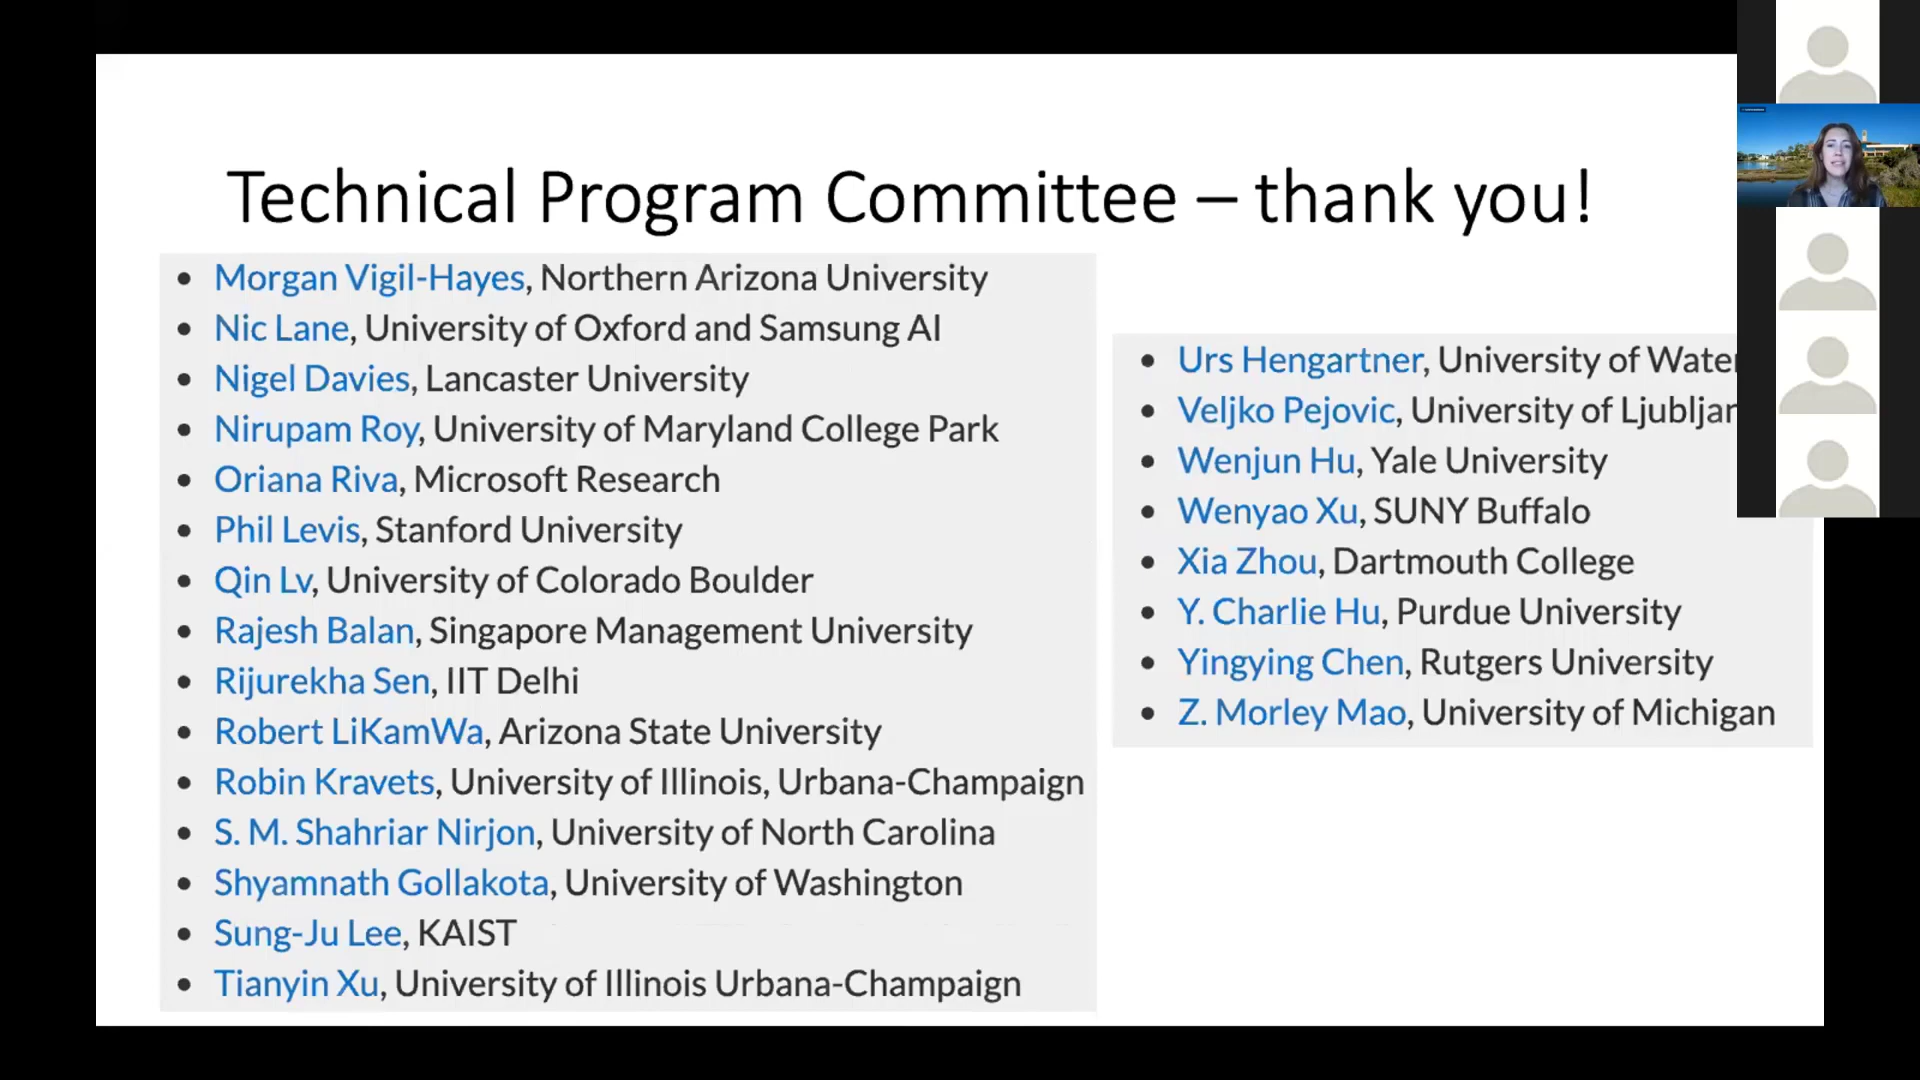 Technical Program Committee – thank you!
• Morgan Vigil-Hayes, Northern Arizona University
• Nic Lane, University of Oxford and Samsung AI
• Nigel Davies, Lancaster University
• Nirupam Roy, University of Maryland College Park
• Oriana Riva, Microsoft Research
• Phil Levis, Stanford University
• Qin Lv, University of Colorado Boulder
• Rajesh Balan, Singapore Management University
• Rijurekha Sen, IIT Delhi
• Robert LiKamWa, Arizona State University
• Robin Kravets, University of Illinois, Urbana-Champaign
• S. M. Shahriar Nirjon, University of North Carolina
• Shyamnath Gollakota, University of Washington
• Sung-Ju Lee, KAIST
• Tianyin Xu, University of Illinois Urbana-Champaign
• Urs Hengartner, University of
• Veljko Pejovic, University of
• Wenjun Hu, Yale University
• Wenyao Xu, SUNY Buffalo
• Xia Zhou, Dartmouth College
• Y. Charlie Hu, Purdue University
• Yingying Chen, Rutgers University
• Z. Morley Mao, University of Michigan